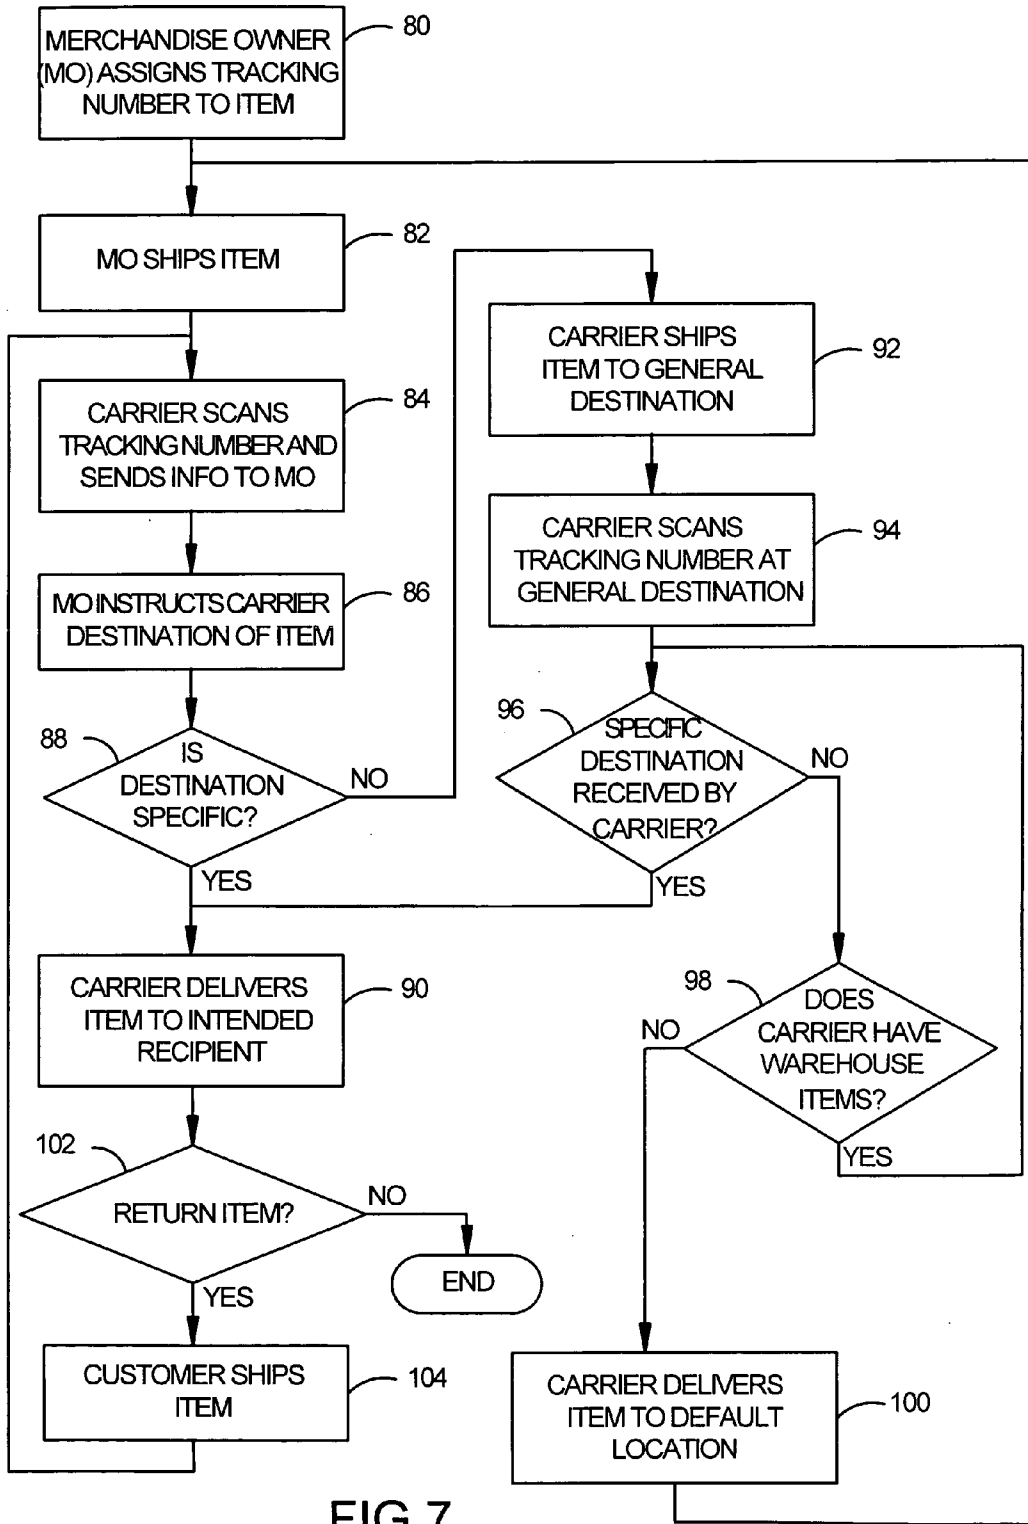 MERCHANDISE OWNER
(MO) ASSIGNS TRACKING
NUMBER TO ITEM
80
MO SHIPS ITEM
82
CARRIER SCANS
TRACKING NUMBER AND
SENDS INFO TO MO
84
MO INSTRUCTS CARRIER
DESTINATION OF ITEM
86
88
IS
DESTINATION
SPECIFIC?
NO
YES
CARRIER SHIPS
ITEM TO GENERAL
DESTINATION
92
CARRIER SCANS
TRACKING NUMBER AT
GENERAL DESTINATION
94
96
SPECIFIC
DESTINATION
RECEIVED BY
CARRIER?
NO
YES
CARRIER DELIVERS
ITEM TO INTENDED
RECIPIENT
90
98
DOES
CARRIER HAVE
WAREHOUSE
ITEMS?
NO
YES
102
RETURN ITEM?
NO
YES
END
CUSTOMER SHIPS
ITEM
104
CARRIER DELIVERS
ITEM TO DEFAULT
LOCATION
100
FIG 7